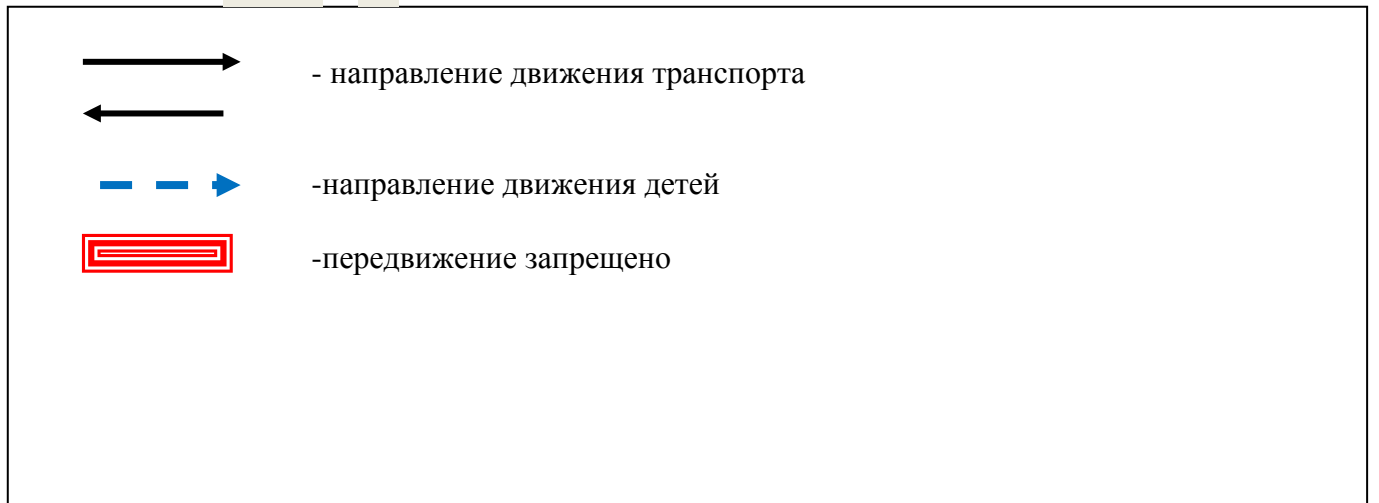 - направление движения транспорта
-направление движения детей
-передвижение запрещено